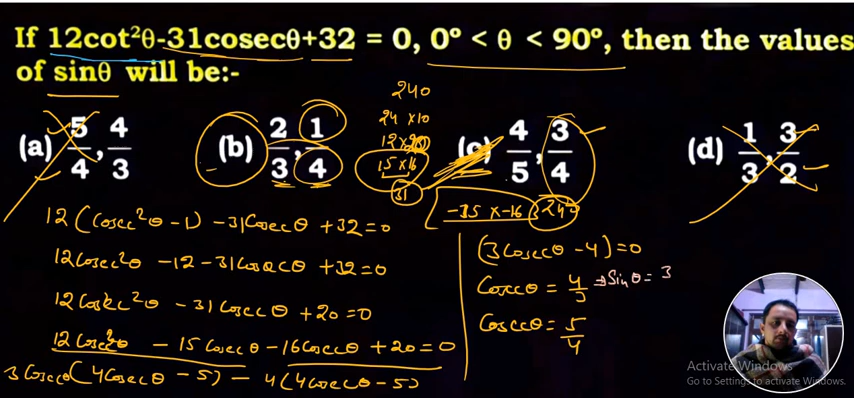 If 12cot²θ-31cosecθ+32 = 0, 0° < θ < 90°, then the values
of sinθ will be:-
(a) 5/4, 4/3
(b) 2/3, 1/4
(c) 4/5, 3/4
(d) 1/3, 3/2
240
24 ×10
15×16
31
-15 × -16 = 240
12(Cosec²θ -1) -31Cosecθ +32=0
12Cosec²θ -12 -31Cosecθ +32=0
12Cosec²θ -31Cosecθ +20=0
12Cosec²θ -15Cosecθ -16Cosecθ +20=0
3Cosecθ(4Cosecθ -5) - 4(4Cosecθ-5)
(3Cosecθ -4)=0
Cosecθ = 4/3 ⇒ Sinθ = 3
Cosecθ = 5/4
Activate Windows
Go to Settings to activate Windows.